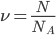 ν = N / N_A